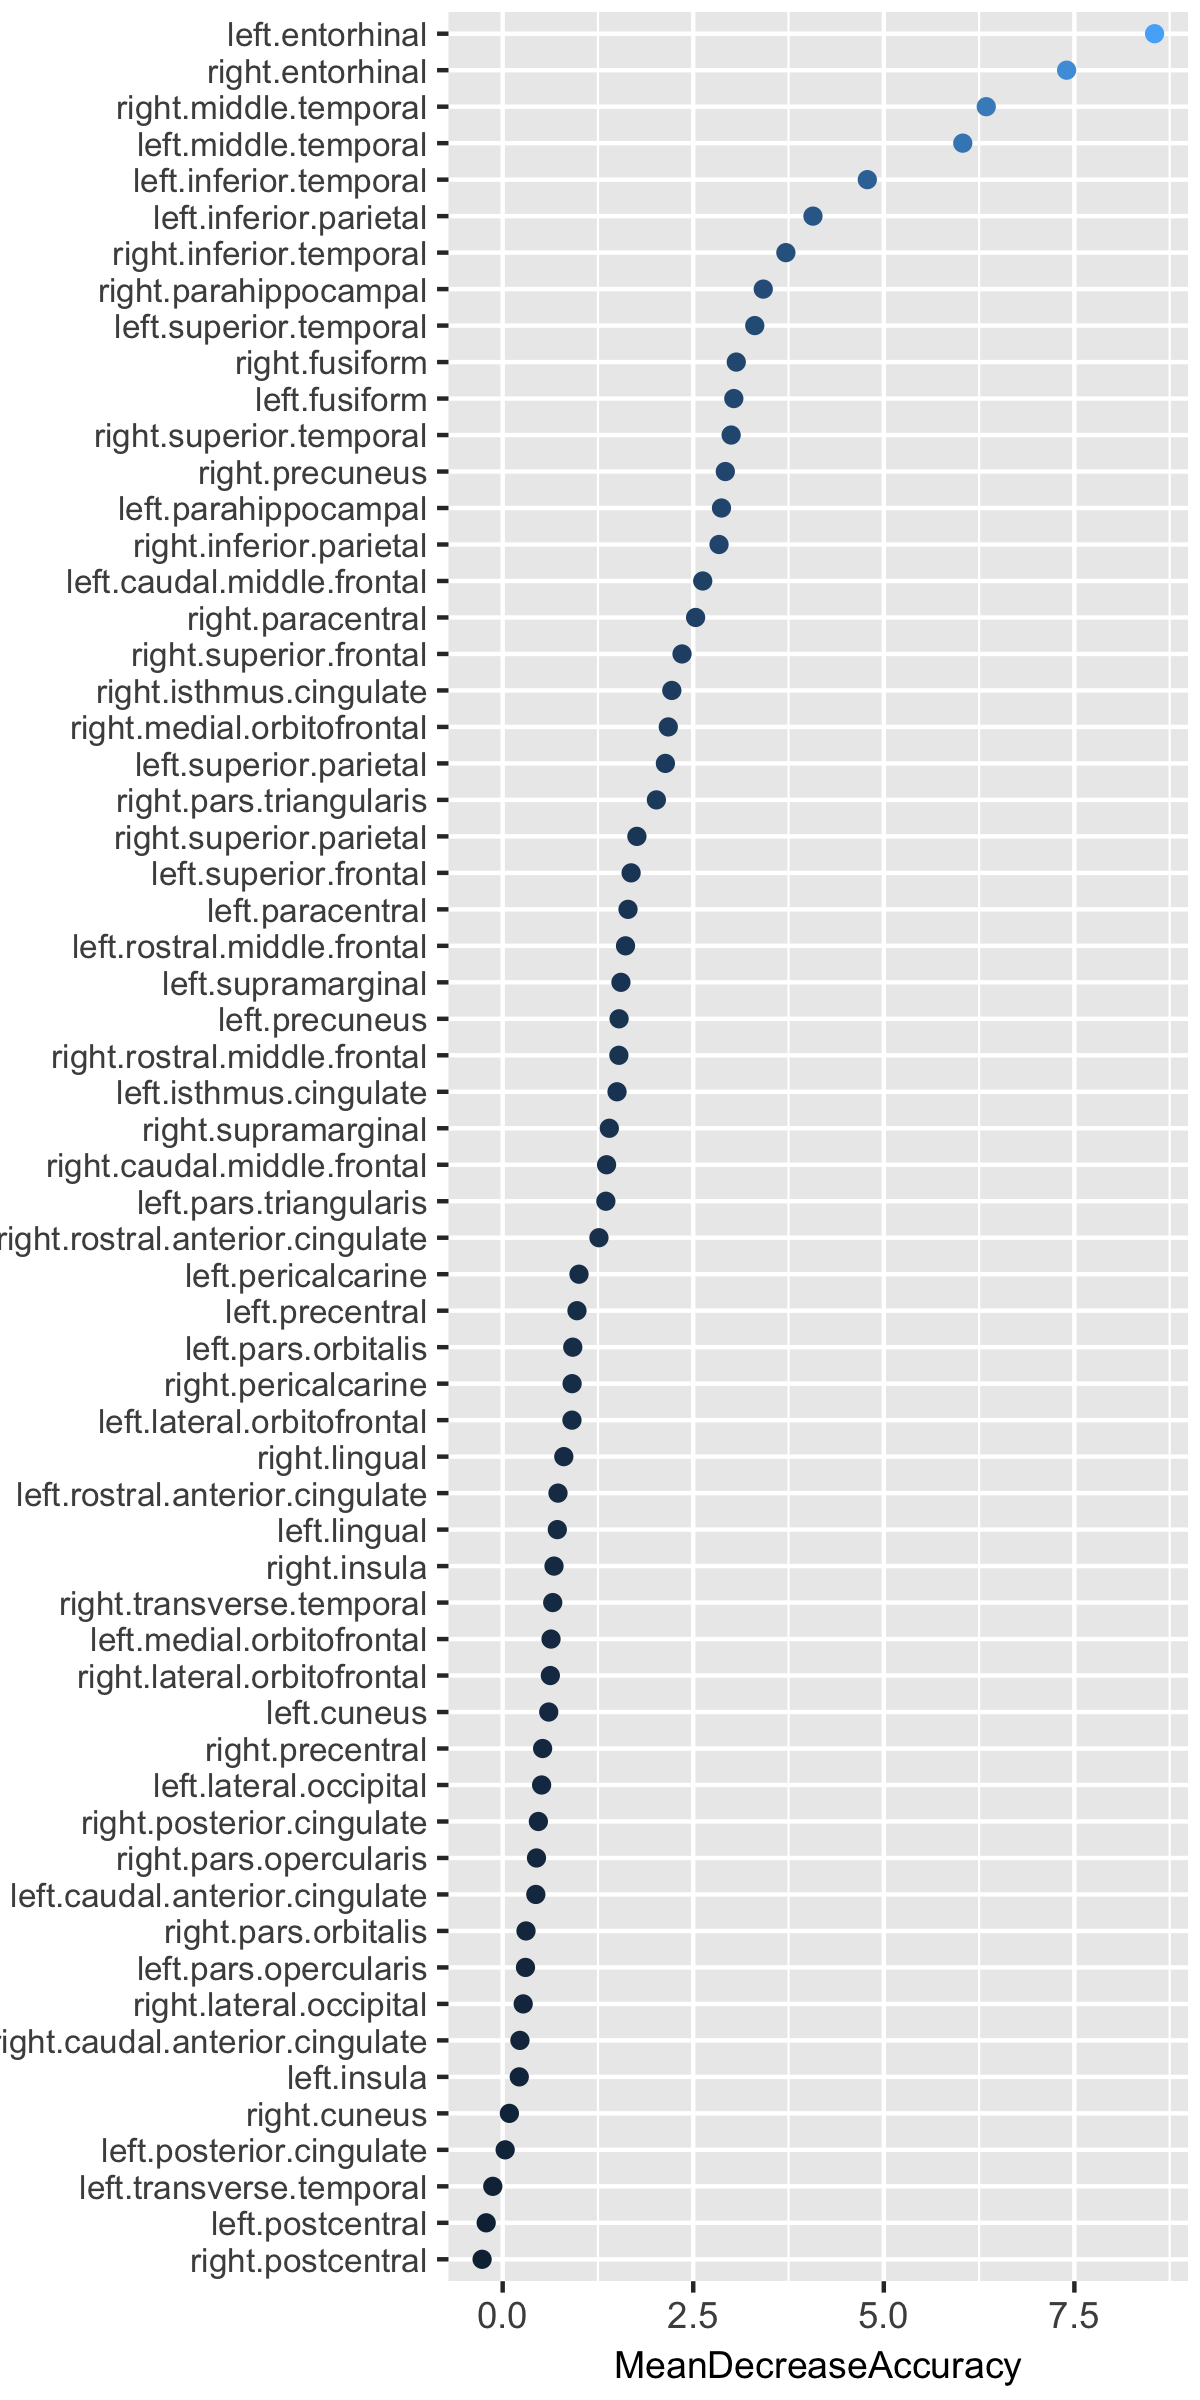 left.entorhinal
right.entorhinal
right.middle.temporal
left.middle.temporal
left.inferior.temporal
left.inferior.parietal
right.inferior.temporal
right.parahippocampal
left.superior.temporal
right.fusiform
left.fusiform
right.superior.temporal
right.precuneus
left.parahippocampal
right.inferior.parietal
left.caudal.middle.frontal
right.paracentral
right.superior.frontal
right.isthmus.cingulate
right.medial.orbitofrontal
left.superior.parietal
right.pars.triangularis
right.superior.parietal
left.superior.frontal
left.paracentral
left.rostral.middle.frontal
left.supramarginal
left.precuneus
right.rostral.middle.frontal
left.isthmus.cingulate
right.supramarginal
right.caudal.middle.frontal
left.pars.triangularis
right.rostral.anterior.cingulate
left.pericalcarine
left.precentral
left.pars.orbitalis
right.pericalcarine
left.lateral.orbitofrontal
right.lingual
left.rostral.anterior.cingulate
left.lingual
right.insula
right.transverse.temporal
left.medial.orbitofrontal
right.lateral.orbitofrontal
left.cuneus
right.precentral
left.lateral.occipital
right.posterior.cingulate
right.pars.opercularis
left.caudal.anterior.cingulate
right.pars.orbitalis
left.pars.opercularis
right.lateral.occipital
ight.caudal.anterior.cingulate
left.insula
right.cuneus
left.posterior.cingulate
left.transverse.temporal
left.postcentral
right.postcentral
0.0 2.5 5.0 7.5
MeanDecreaseAccuracy